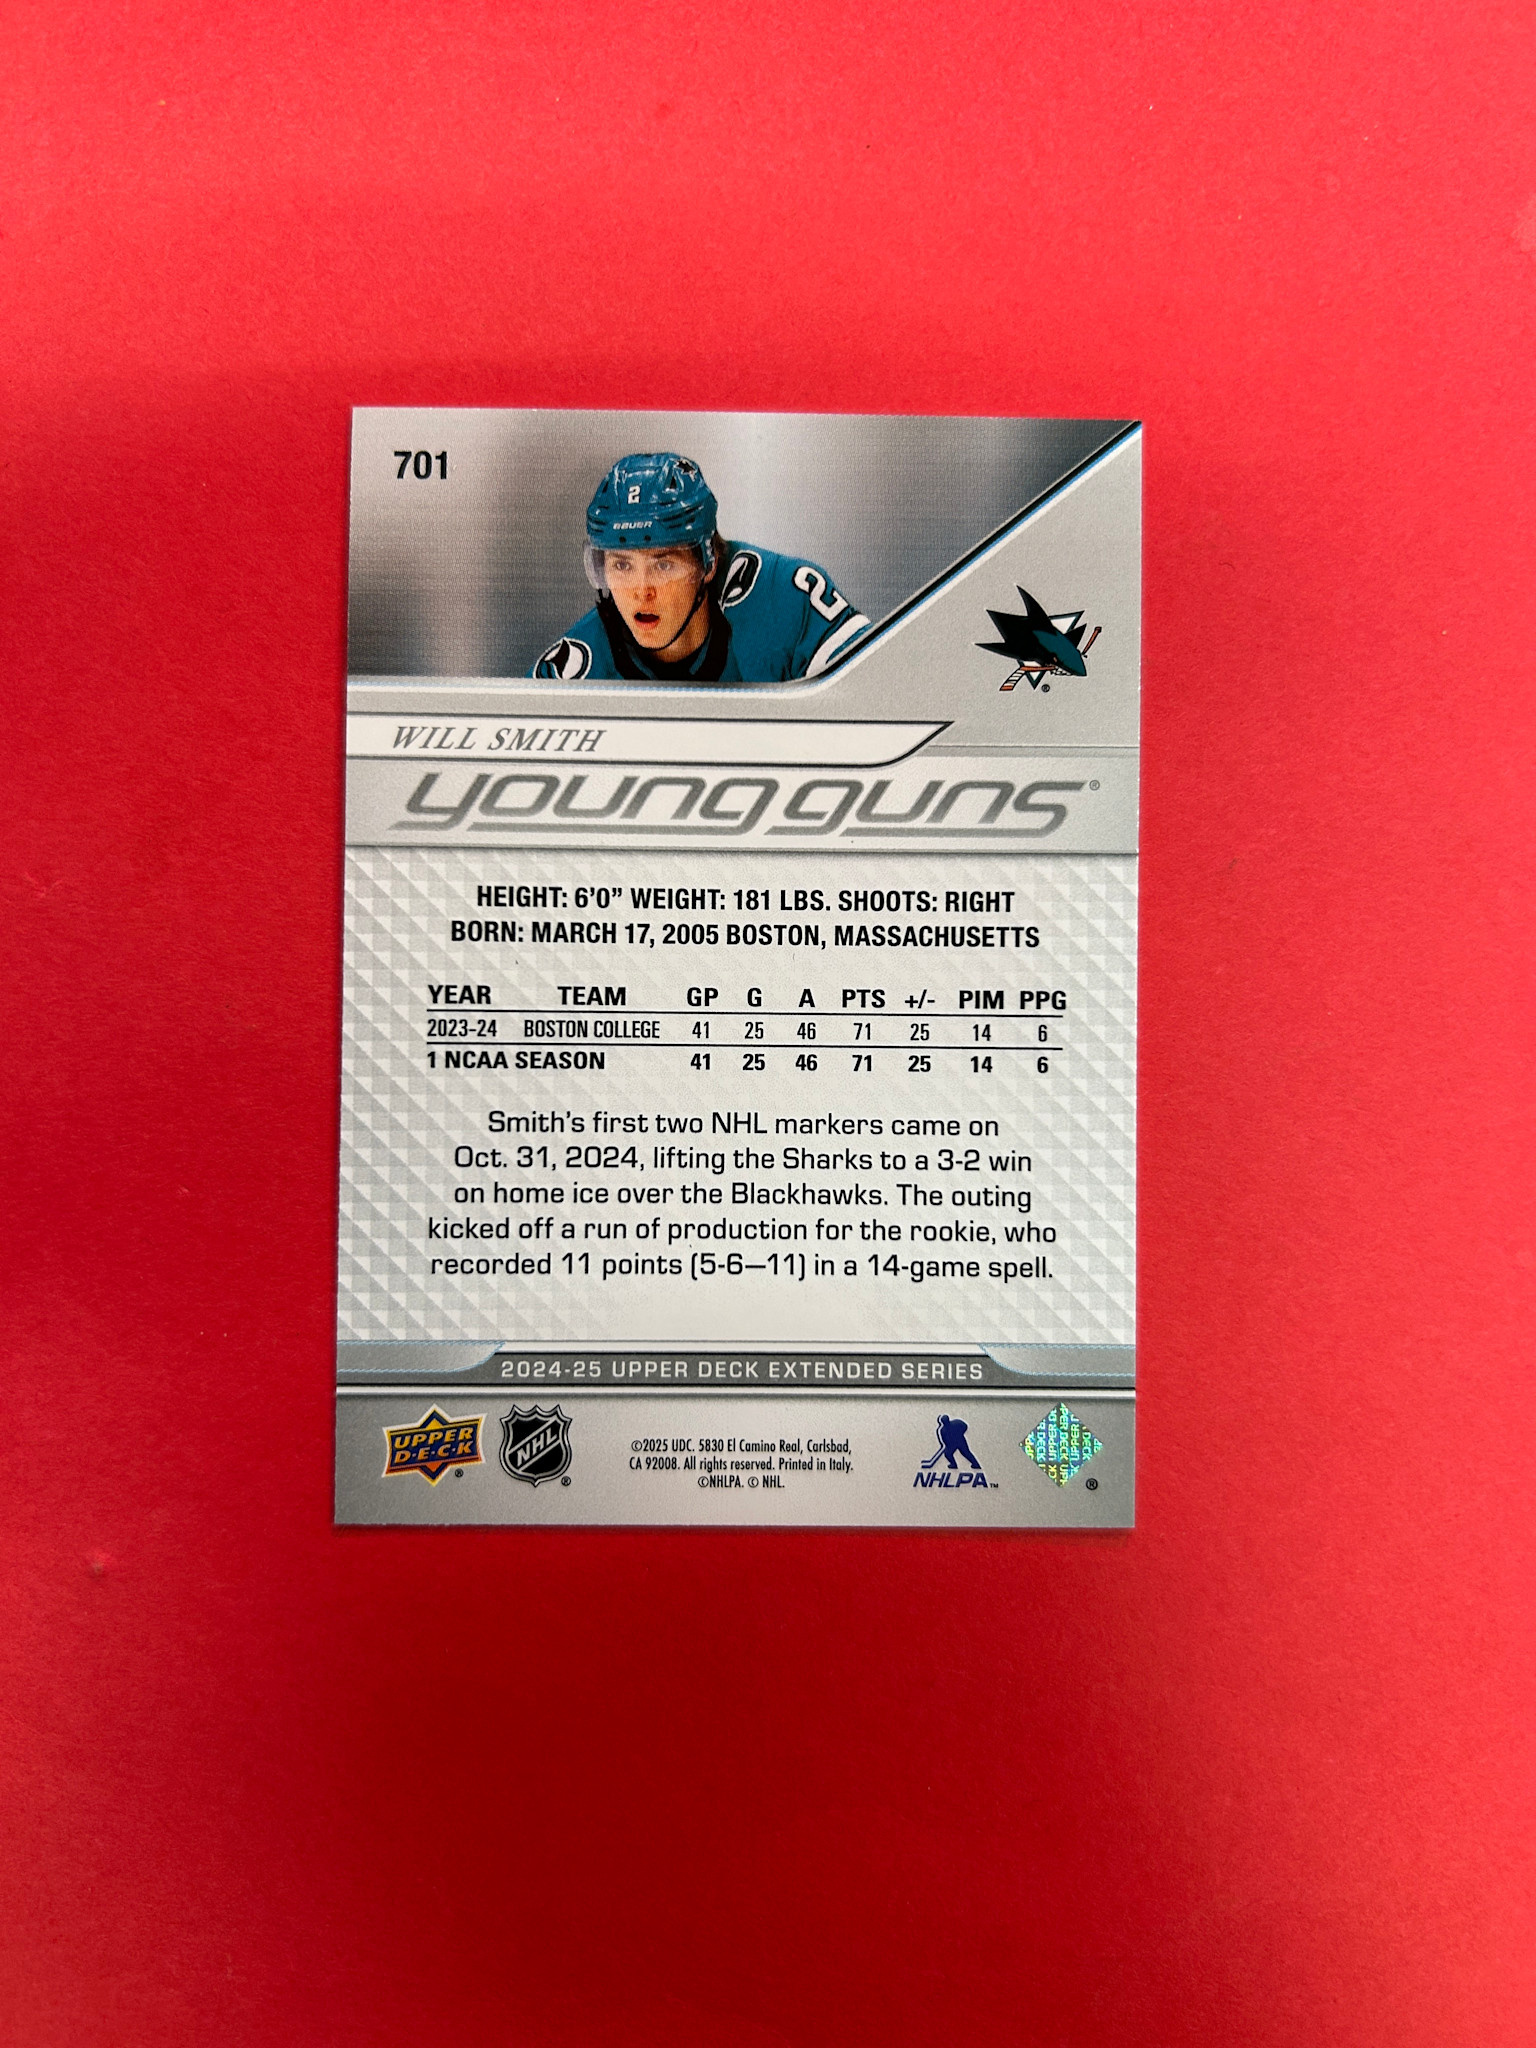 701
2
BAUER
2
WILL SMITH
young guns®
HEIGHT: 6'0” WEIGHT: 181 LBS. SHOOTS: RIGHT
BORN: MARCH 17, 2005 BOSTON, MASSACHUSETTS
YEAR TEAM GP G A PTS +/- PIM PPG
2023-24 BOSTON COLLEGE 41 25 46 71 25 14 6
1 NCAA SEASON 41 25 46 71 25 14 6
Smith's first two NHL markers came on
Oct. 31, 2024, lifting the Sharks to a 3-2 win
on home ice over the Blackhawks. The outing
kicked off a run of production for the rookie, who
recorded 11 points (5-6—11) in a 14-game spell.
2024-25 UPPER DECK EXTENDED SERIES
UPPER
D·E·C·K ®
NHL ®
©2025 UDC. 5830 El Camino Real, Carlsbad,
CA 92008. All rights reserved. Printed in Italy.
©NHLPA. © NHL.
NHLPA™
UPPER DECK ®